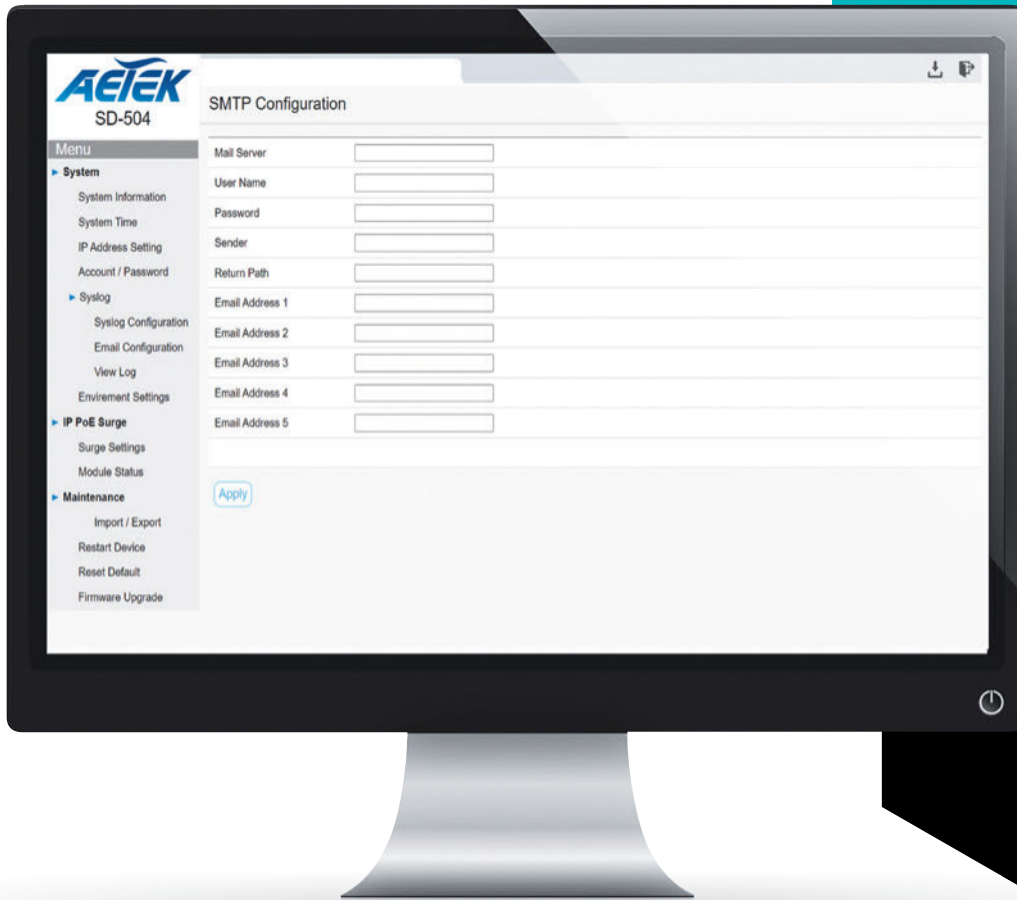 AETEK
SD-504
Menu
System
System Information
System Time
IP Address Setting
Account / Password
Syslog
Syslog Configuration
Email Configuration
View Log
Envirement Settings
IP PoE Surge
Surge Settings
Module Status
Maintenance
Import / Export
Restart Device
Reset Default
Firmware Upgrade
SMTP Configuration
Mail Server
User Name
Password
Sender
Return Path
Email Address 1
Email Address 2
Email Address 3
Email Address 4
Email Address 5
Apply